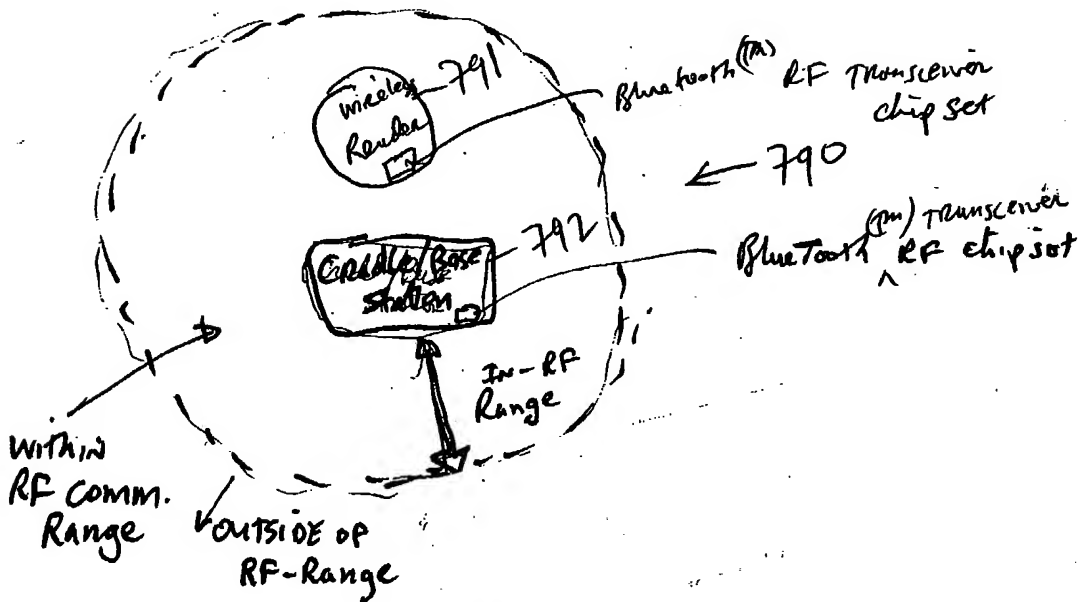 wireless
Reader
791
Bluetooth(TM) RF Transceiver
chip set
790
Cradle/Base
Station
792
(TM) Transceiver
BlueTooth ^ RF chip set
In-RF
Range
Within
RF Comm.
Range
OUTSIDE OF
RF-Range